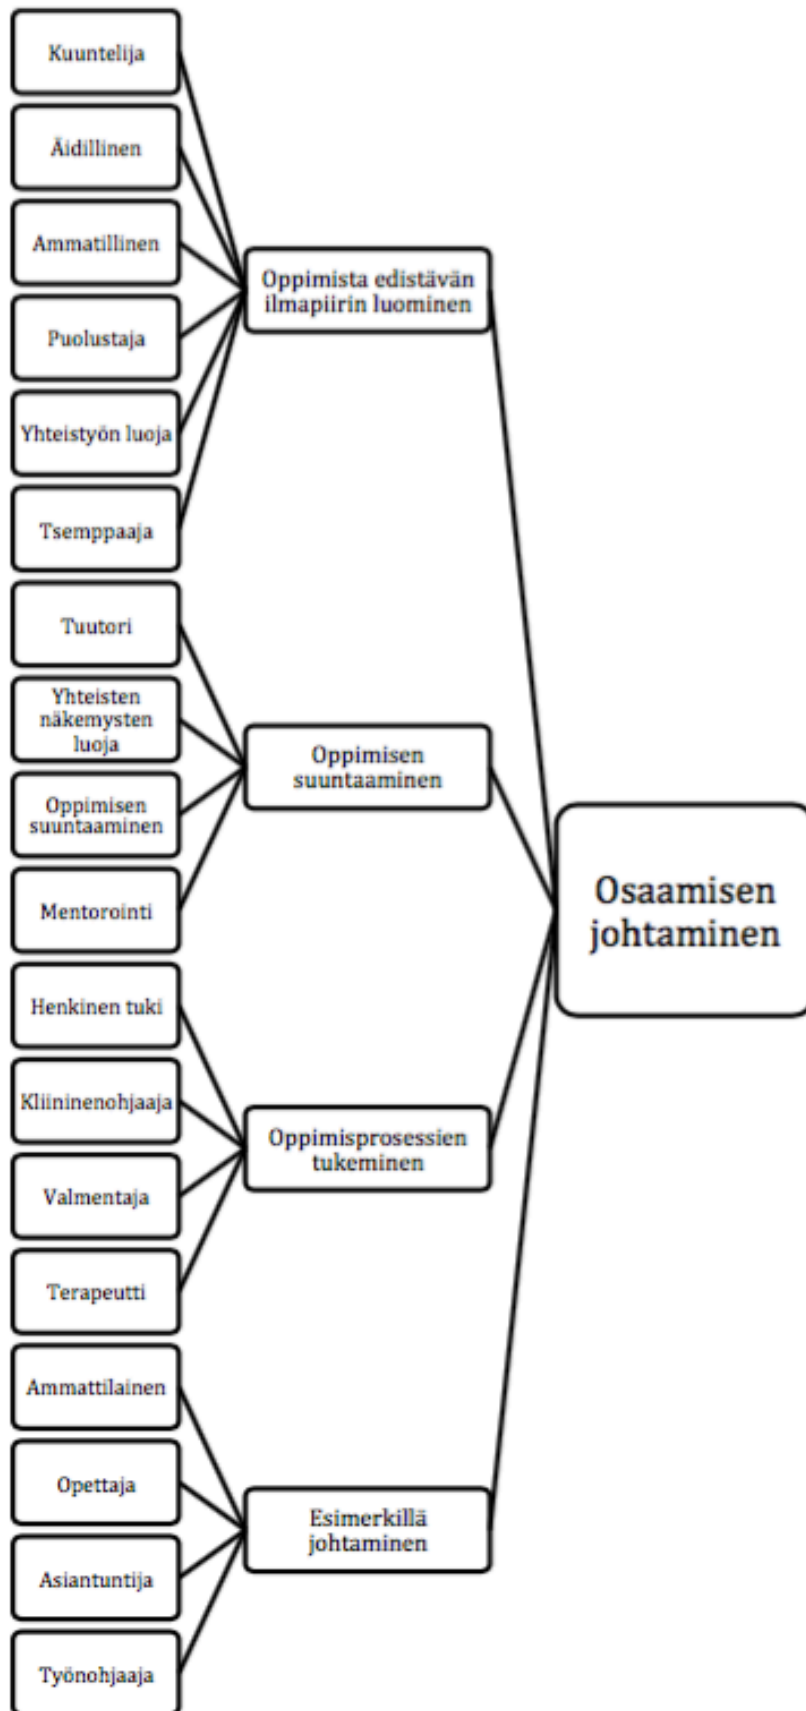 Kuuntelija
Äidillinen
Ammatillinen
Puolustaja
Yhteistyön luoja
Tsemppaaja
Oppimista edistävän
ilmapiirin luominen
Tuutori
Yhteisten
näkemysten
luoja
Oppimisen
suuntaaminen
Mentorointi
Oppimisen
suuntaaminen
Henkinen tuki
Kliininenohjaaja
Valmentaja
Terapeutti
Oppimisprosessien
tukeminen
Ammattilainen
Opettaja
Asiantuntija
Työnohjaaja
Esimerkillä
johtaminen
Osaamisen
johtaminen